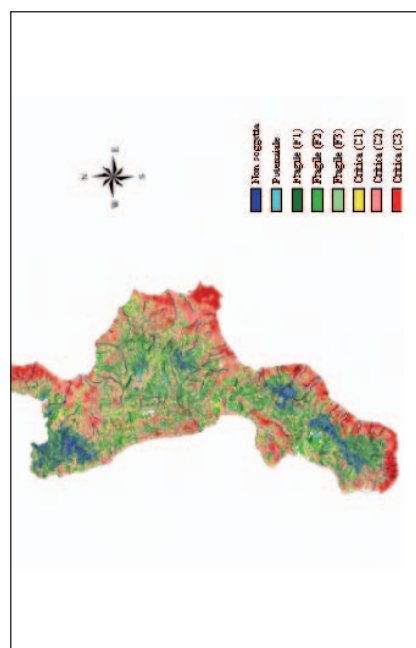 N
E
S
W
Non soggetta
Potenziale
Fragile (F1)
Fragile (F2)
Fragile (F3)
Critica (C1)
Critica (C2)
Critica (C3)